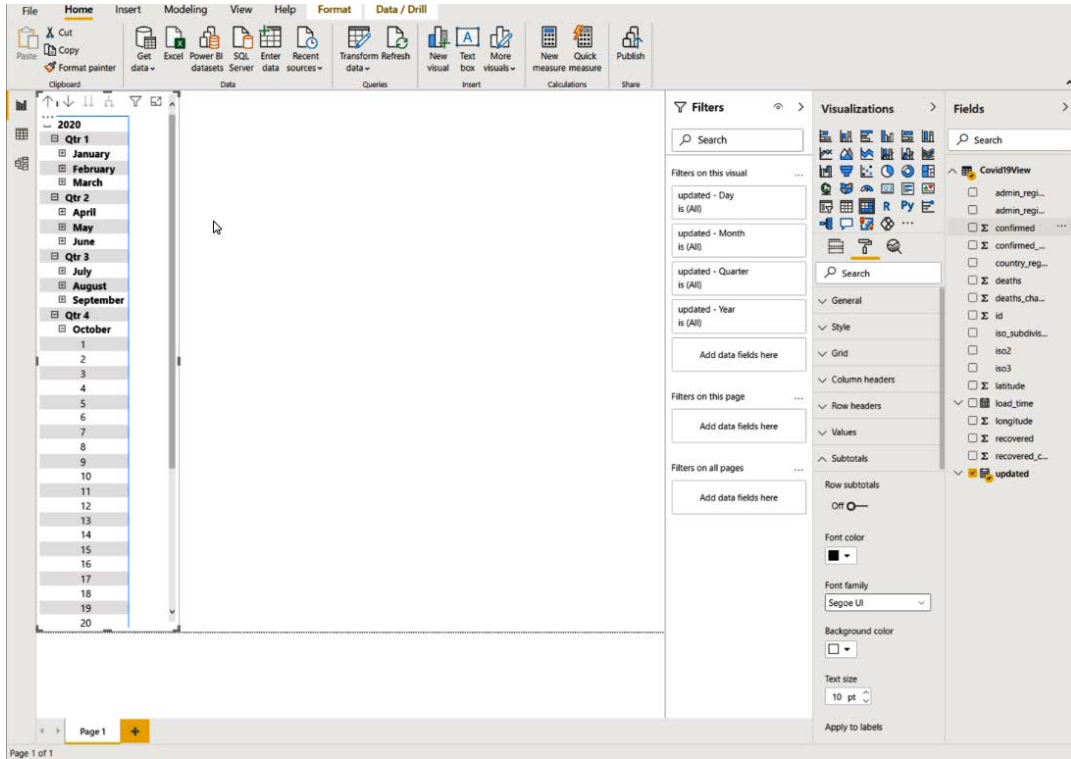 File Home Insert Modeling View Help Format Data / Drill
Paste
Cut
Copy
Format painter
Clipboard
Get data
Excel
Power BI datasets
SQL Server
Enter data
Recent sources
Data
Transform data
Refresh
Queries
New visual
Text box
More visuals
Insert
New measure
Quick measure
Calculations
Publish
Share
2020
Qtr 1
January
February
March
Qtr 2
April
May
June
Qtr 3
July
August
September
Qtr 4
October
1
2
3
4
5
6
7
8
9
10
11
12
13
14
15
16
17
18
19
20
Filters
Search
Filters on this visual ...
updated - Day
is (All)
updated - Month
is (All)
updated - Quarter
is (All)
updated - Year
is (All)
Add data fields here
Filters on this page ...
Add data fields here
Filters on all pages ...
Add data fields here
Visualizations
R Py
...
Search
General
Style
Grid
Column headers
Row headers
Values
Subtotals
Row subtotals
Off
Font color
Font family
Segoe UI
Background color
Text size
10 pt
Apply to labels
Fields
Search
Covid19View
admin_regi...
admin_regi...
Σ confirmed ...
Σ confirmed_...
country_reg...
Σ deaths
Σ deaths_cha...
Σ id
iso_subdivis...
iso2
iso3
Σ latitude
load_time
Σ longitude
Σ recovered
Σ recovered_c...
updated
Page 1 +
Page 1 of 1